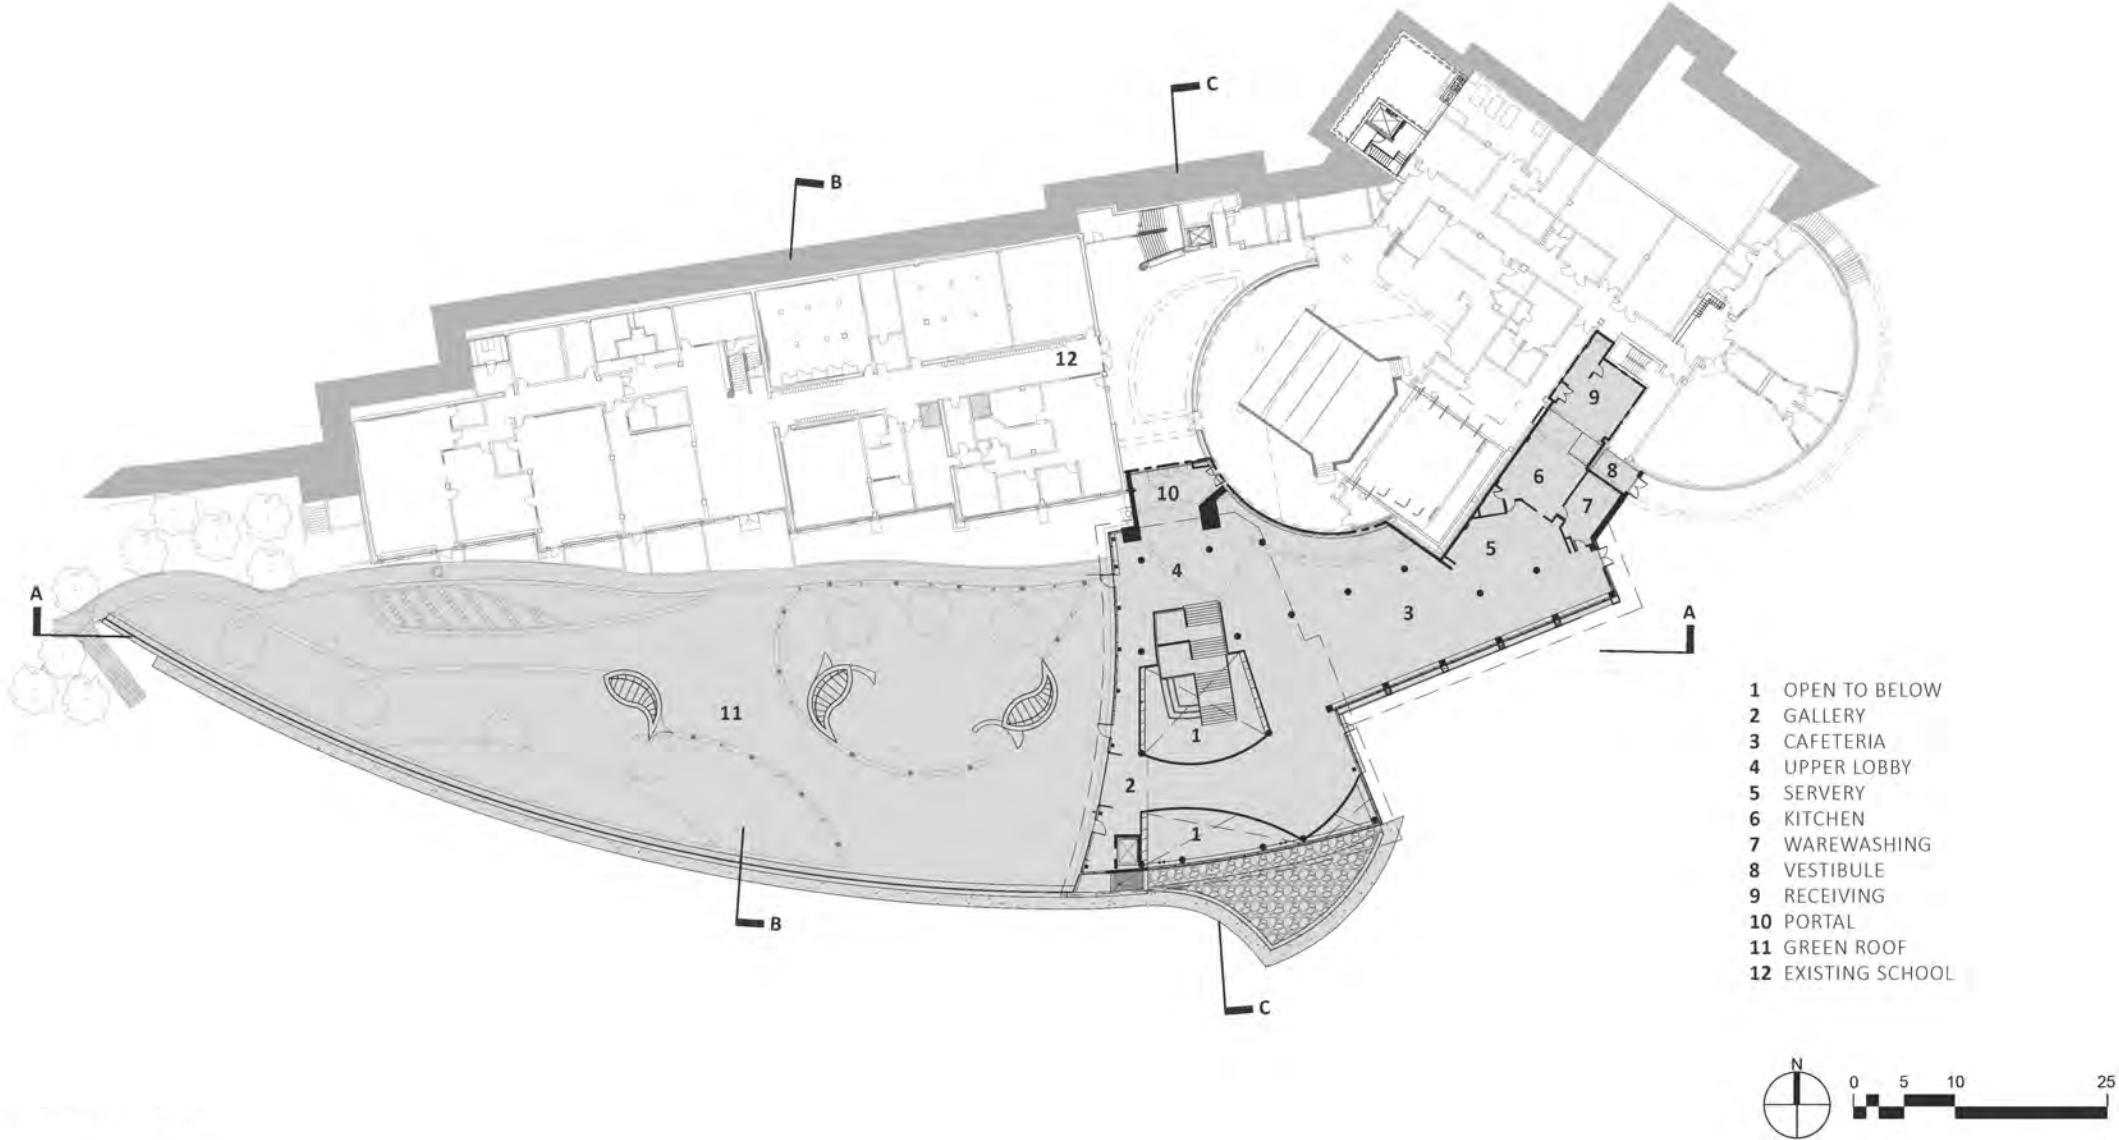 C
B
12
9
10
6
8
7
5
4
A
3
A
11
1
2
1
B
C
1 OPEN TO BELOW
2 GALLERY
3 CAFETERIA
4 UPPER LOBBY
5 SERVERY
6 KITCHEN
7 WAREWASHING
8 VESTIBULE
9 RECEIVING
10 PORTAL
11 GREEN ROOF
12 EXISTING SCHOOL
N
0 5 10 25